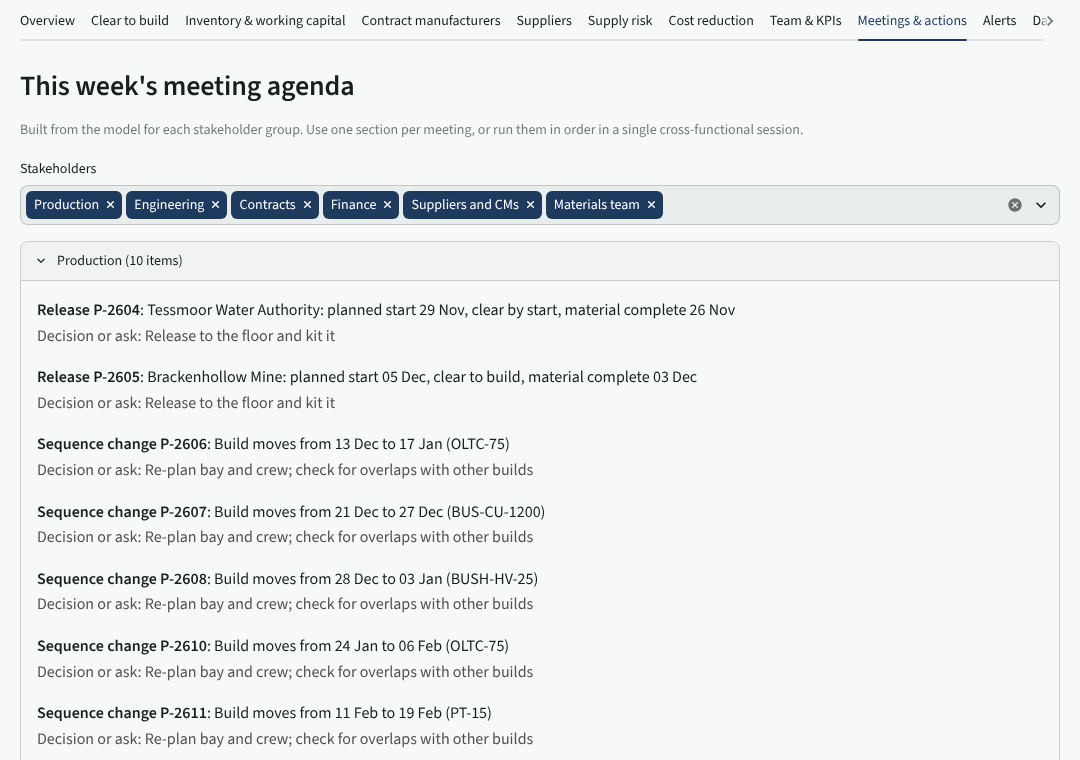 Overview Clear to build Inventory & working capital Contract manufacturers Suppliers Supply risk Cost reduction Team & KPIs Meetings & actions Alerts
This week's meeting agenda
Built from the model for each stakeholder group. Use one section per meeting, or run them in order in a single cross-functional session.
Stakeholders
Production Engineering Contracts Finance Suppliers and CMs Materials team
Production (10 items)
Release P-2604: Tessmoor Water Authority: planned start 29 Nov, clear by start, material complete 26 Nov
Decision or ask: Release to the floor and kit it
Release P-2605: Brackenhollow Mine: planned start 05 Dec, clear to build, material complete 03 Dec
Decision or ask: Release to the floor and kit it
Sequence change P-2606: Build moves from 13 Dec to 17 Jan (OLTC-75)
Decision or ask: Re-plan bay and crew; check for overlaps with other builds
Sequence change P-2607: Build moves from 21 Dec to 27 Dec (BUS-CU-1200)
Decision or ask: Re-plan bay and crew; check for overlaps with other builds
Sequence change P-2608: Build moves from 28 Dec to 03 Jan (BUSH-HV-25)
Decision or ask: Re-plan bay and crew; check for overlaps with other builds
Sequence change P-2610: Build moves from 24 Jan to 06 Feb (OLTC-75)
Decision or ask: Re-plan bay and crew; check for overlaps with other builds
Sequence change P-2611: Build moves from 11 Feb to 19 Feb (PT-15)
Decision or ask: Re-plan bay and crew; check for overlaps with other builds